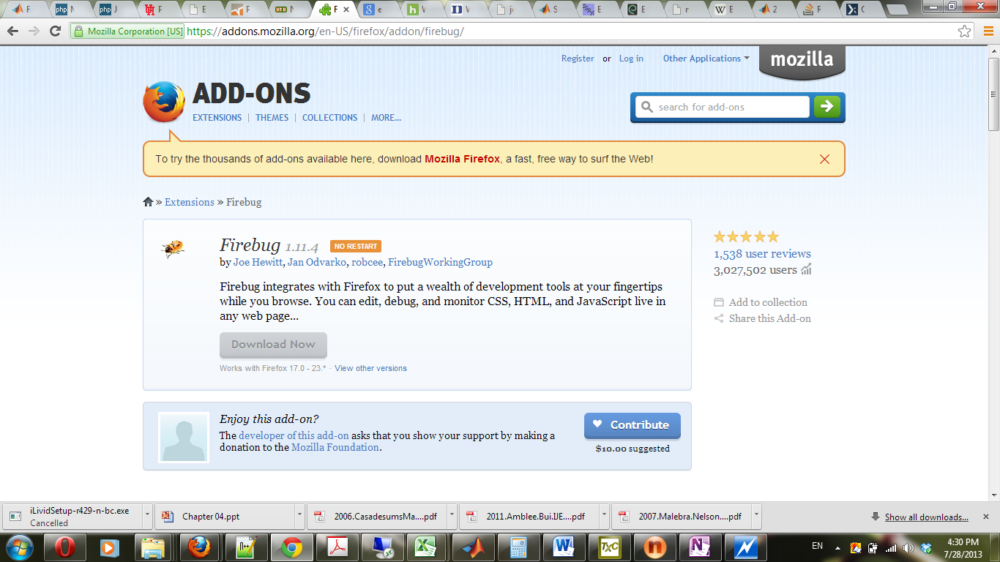 F
php M
php J
F
E
F
UTD N
F
e
W
W
jo
S
E
E
r
W E
2
F
C
Mozilla Corporation [US] https://addons.mozilla.org/en-US/firefox/addon/firebug/
Register or Log in Other Applications mozilla
ADD-ONS
EXTENSIONS | THEMES | COLLECTIONS | MORE...
search for add-ons
To try the thousands of add-ons available here, download Mozilla Firefox, a fast, free way to surf the Web!
» Extensions » Firebug
Firebug 1.11.4 NO RESTART
by Joe Hewitt, Jan Odvarko, robcee, FirebugWorkingGroup
Firebug integrates with Firefox to put a wealth of development tools at your fingertips
while you browse. You can edit, debug, and monitor CSS, HTML, and JavaScript live in
any web page...
Download Now
Works with Firefox 17.0 - 23.* · View other versions
1,538 user reviews
3,027,502 users
Add to collection
Share this Add-on
Enjoy this add-on?
The developer of this add-on asks that you show your support by making a
donation to the Mozilla Foundation.
Contribute
$10.00 suggested
iLividSetup-r429-n-bc.exe
Cancelled
Chapter 04.ppt
2006.CasadesumsMa....pdf
2011.Amblee.Bui.IJE....pdf
2007.Malebra.Nelson....pdf
Show all downloads...
EN
4:30 PM
7/28/2013